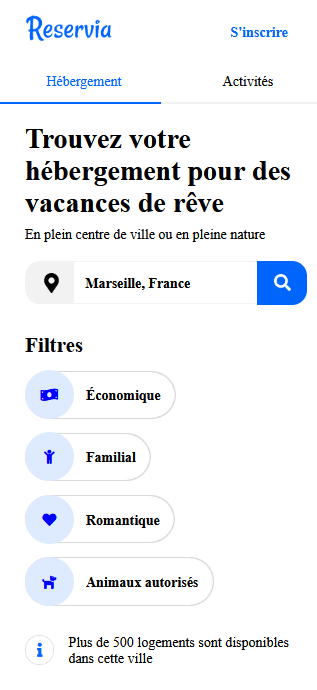 Reservia
S'inscrire
Hébergement
Activités
Trouvez votre
hébergement pour des
vacances de rêve
En plein centre de ville ou en pleine nature
Marseille, France
Filtres
Économique
Familial
Romantique
Animaux autorisés
Plus de 500 logements sont disponibles
dans cette ville